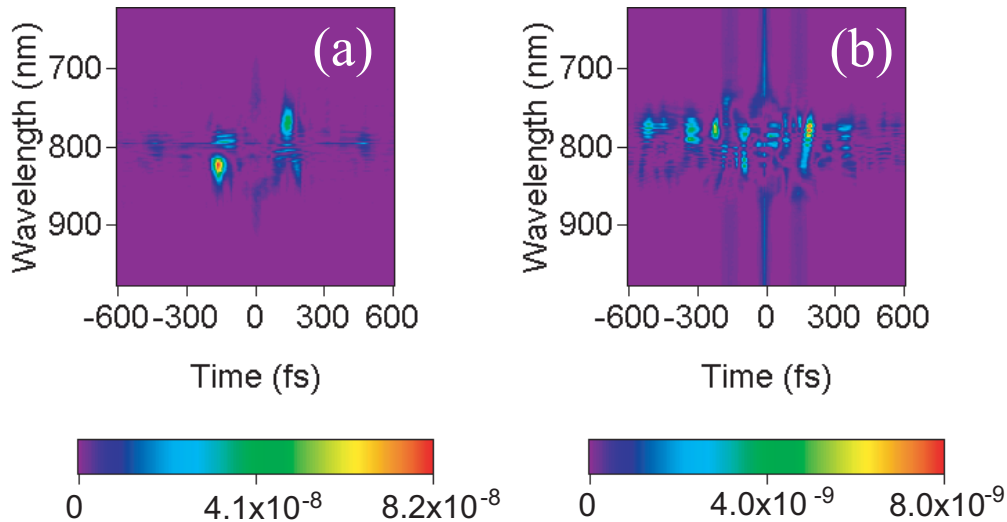 (a)
Wavelength (nm)
700
800
900
-600 -300 0 300 600
Time (fs)
0 4.1x10⁻⁸ 8.2x10⁻⁸
(b)
Wavelength (nm)
700
800
900
-600 -300 0 300 600
Time (fs)
0 4.0x10⁻⁹ 8.0x10⁻⁹